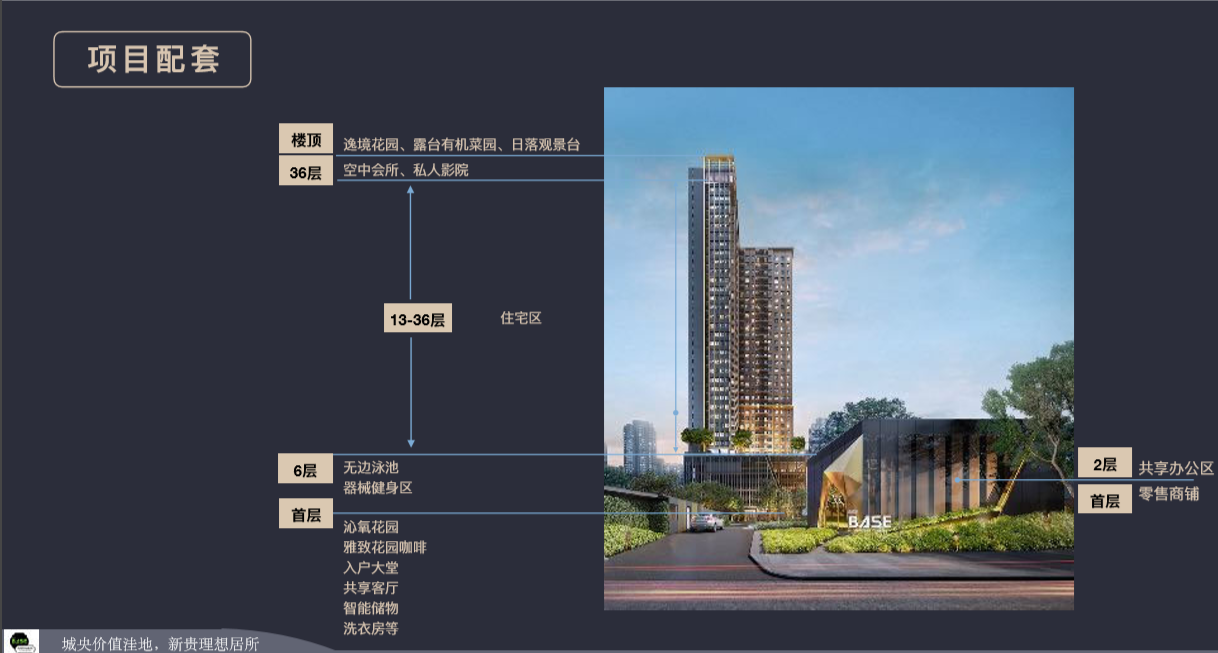 项目配套
楼顶
逸境花园、露台有机菜园、日落观景台
36层
空中会所、私人影院
13-36层
住宅区
6层
无边泳池
器械健身区
首层
沁氧花园
雅致花园咖啡
入户大堂
共享客厅
智能储物
洗衣房等
2层
共享办公区
首层
零售商铺
BASE
城央价值洼地，新贵理想居所